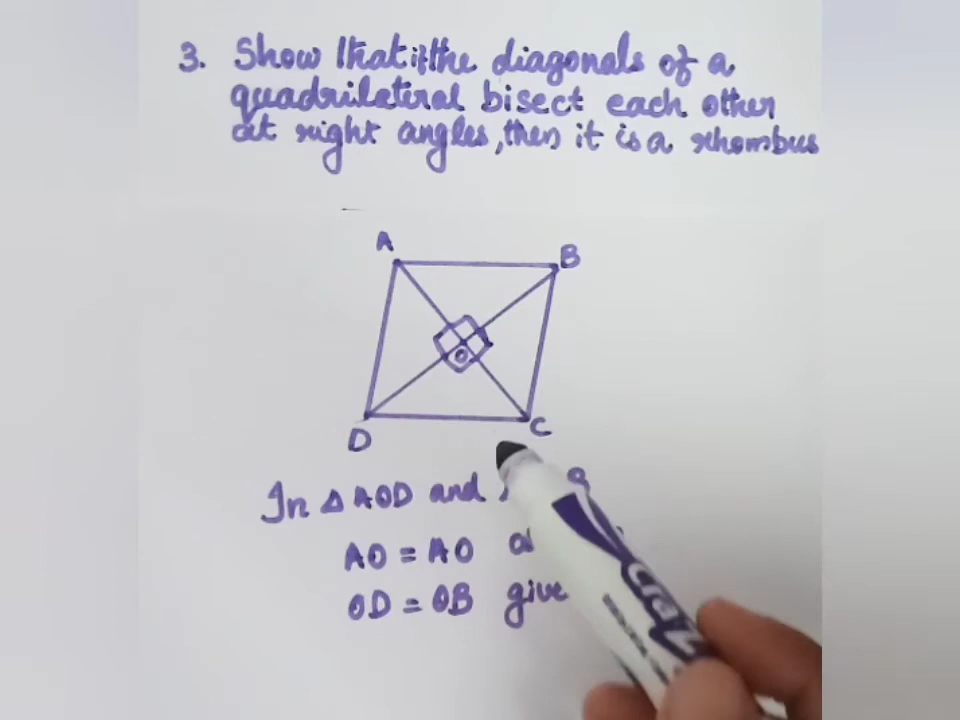 3. Show that if the diagonals of a
quadrilateral bisect each other
at right angles, then it is a rhombus
A
B
O
D
C
In △ AOD and
AO = AO
OD = OB give